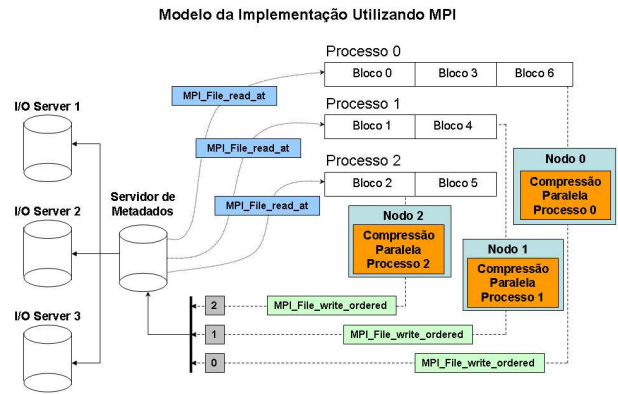 Modelo da Implementação Utilizando MPI
Processo 0
Bloco 0
Bloco 3
Bloco 6
MPI_File_read_at
I/O Server 1
Processo 1
Bloco 1
Bloco 4
MPI_File_read_at
Nodo 0
Compressão
Paralela
Processo 0
Processo 2
Bloco 2
Bloco 5
MPI_File_read_at
Servidor de
Metadados
I/O Server 2
Nodo 2
Compressão
Paralela
Processo 2
Nodo 1
Compressão
Paralela
Processo 1
I/O Server 3
2
MPI_File_write_ordered
1
MPI_File_write_ordered
0
MPI_File_write_ordered